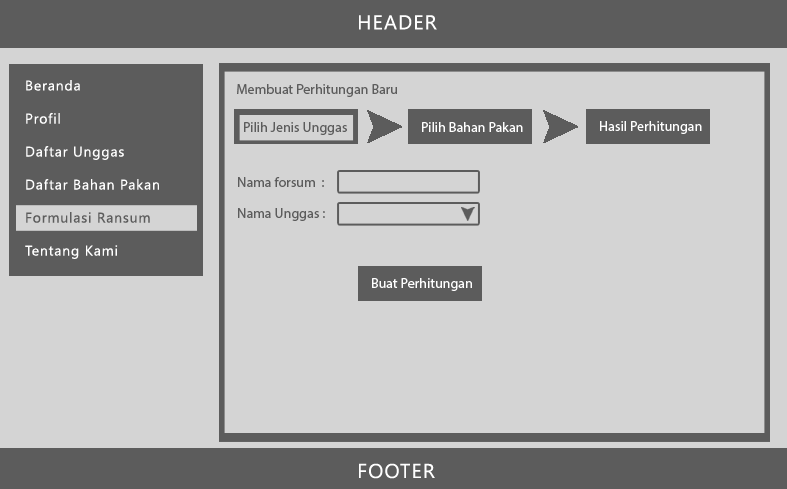 HEADER
Beranda
Profil
Daftar Unggas
Daftar Bahan Pakan
Formulasi Ransum
Tentang Kami
Membuat Perhitungan Baru
Pilih Jenis Unggas
Pilih Bahan Pakan
Hasil Perhitungan
Nama forsum :
Nama Unggas :
Buat Perhitungan
FOOTER